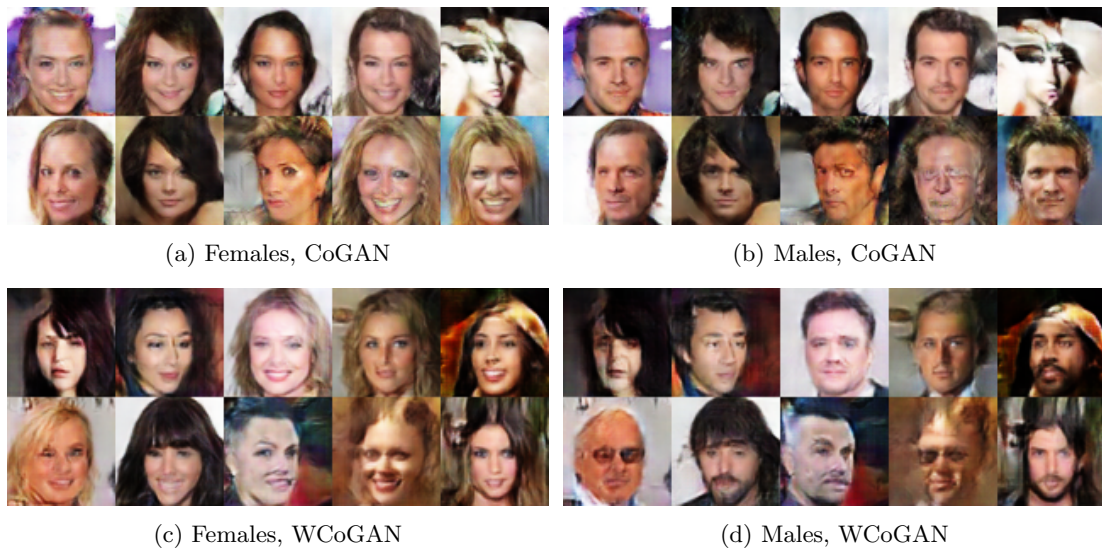 (a) Females, CoGAN
(b) Males, CoGAN
(c) Females, WCoGAN
(d) Males, WCoGAN